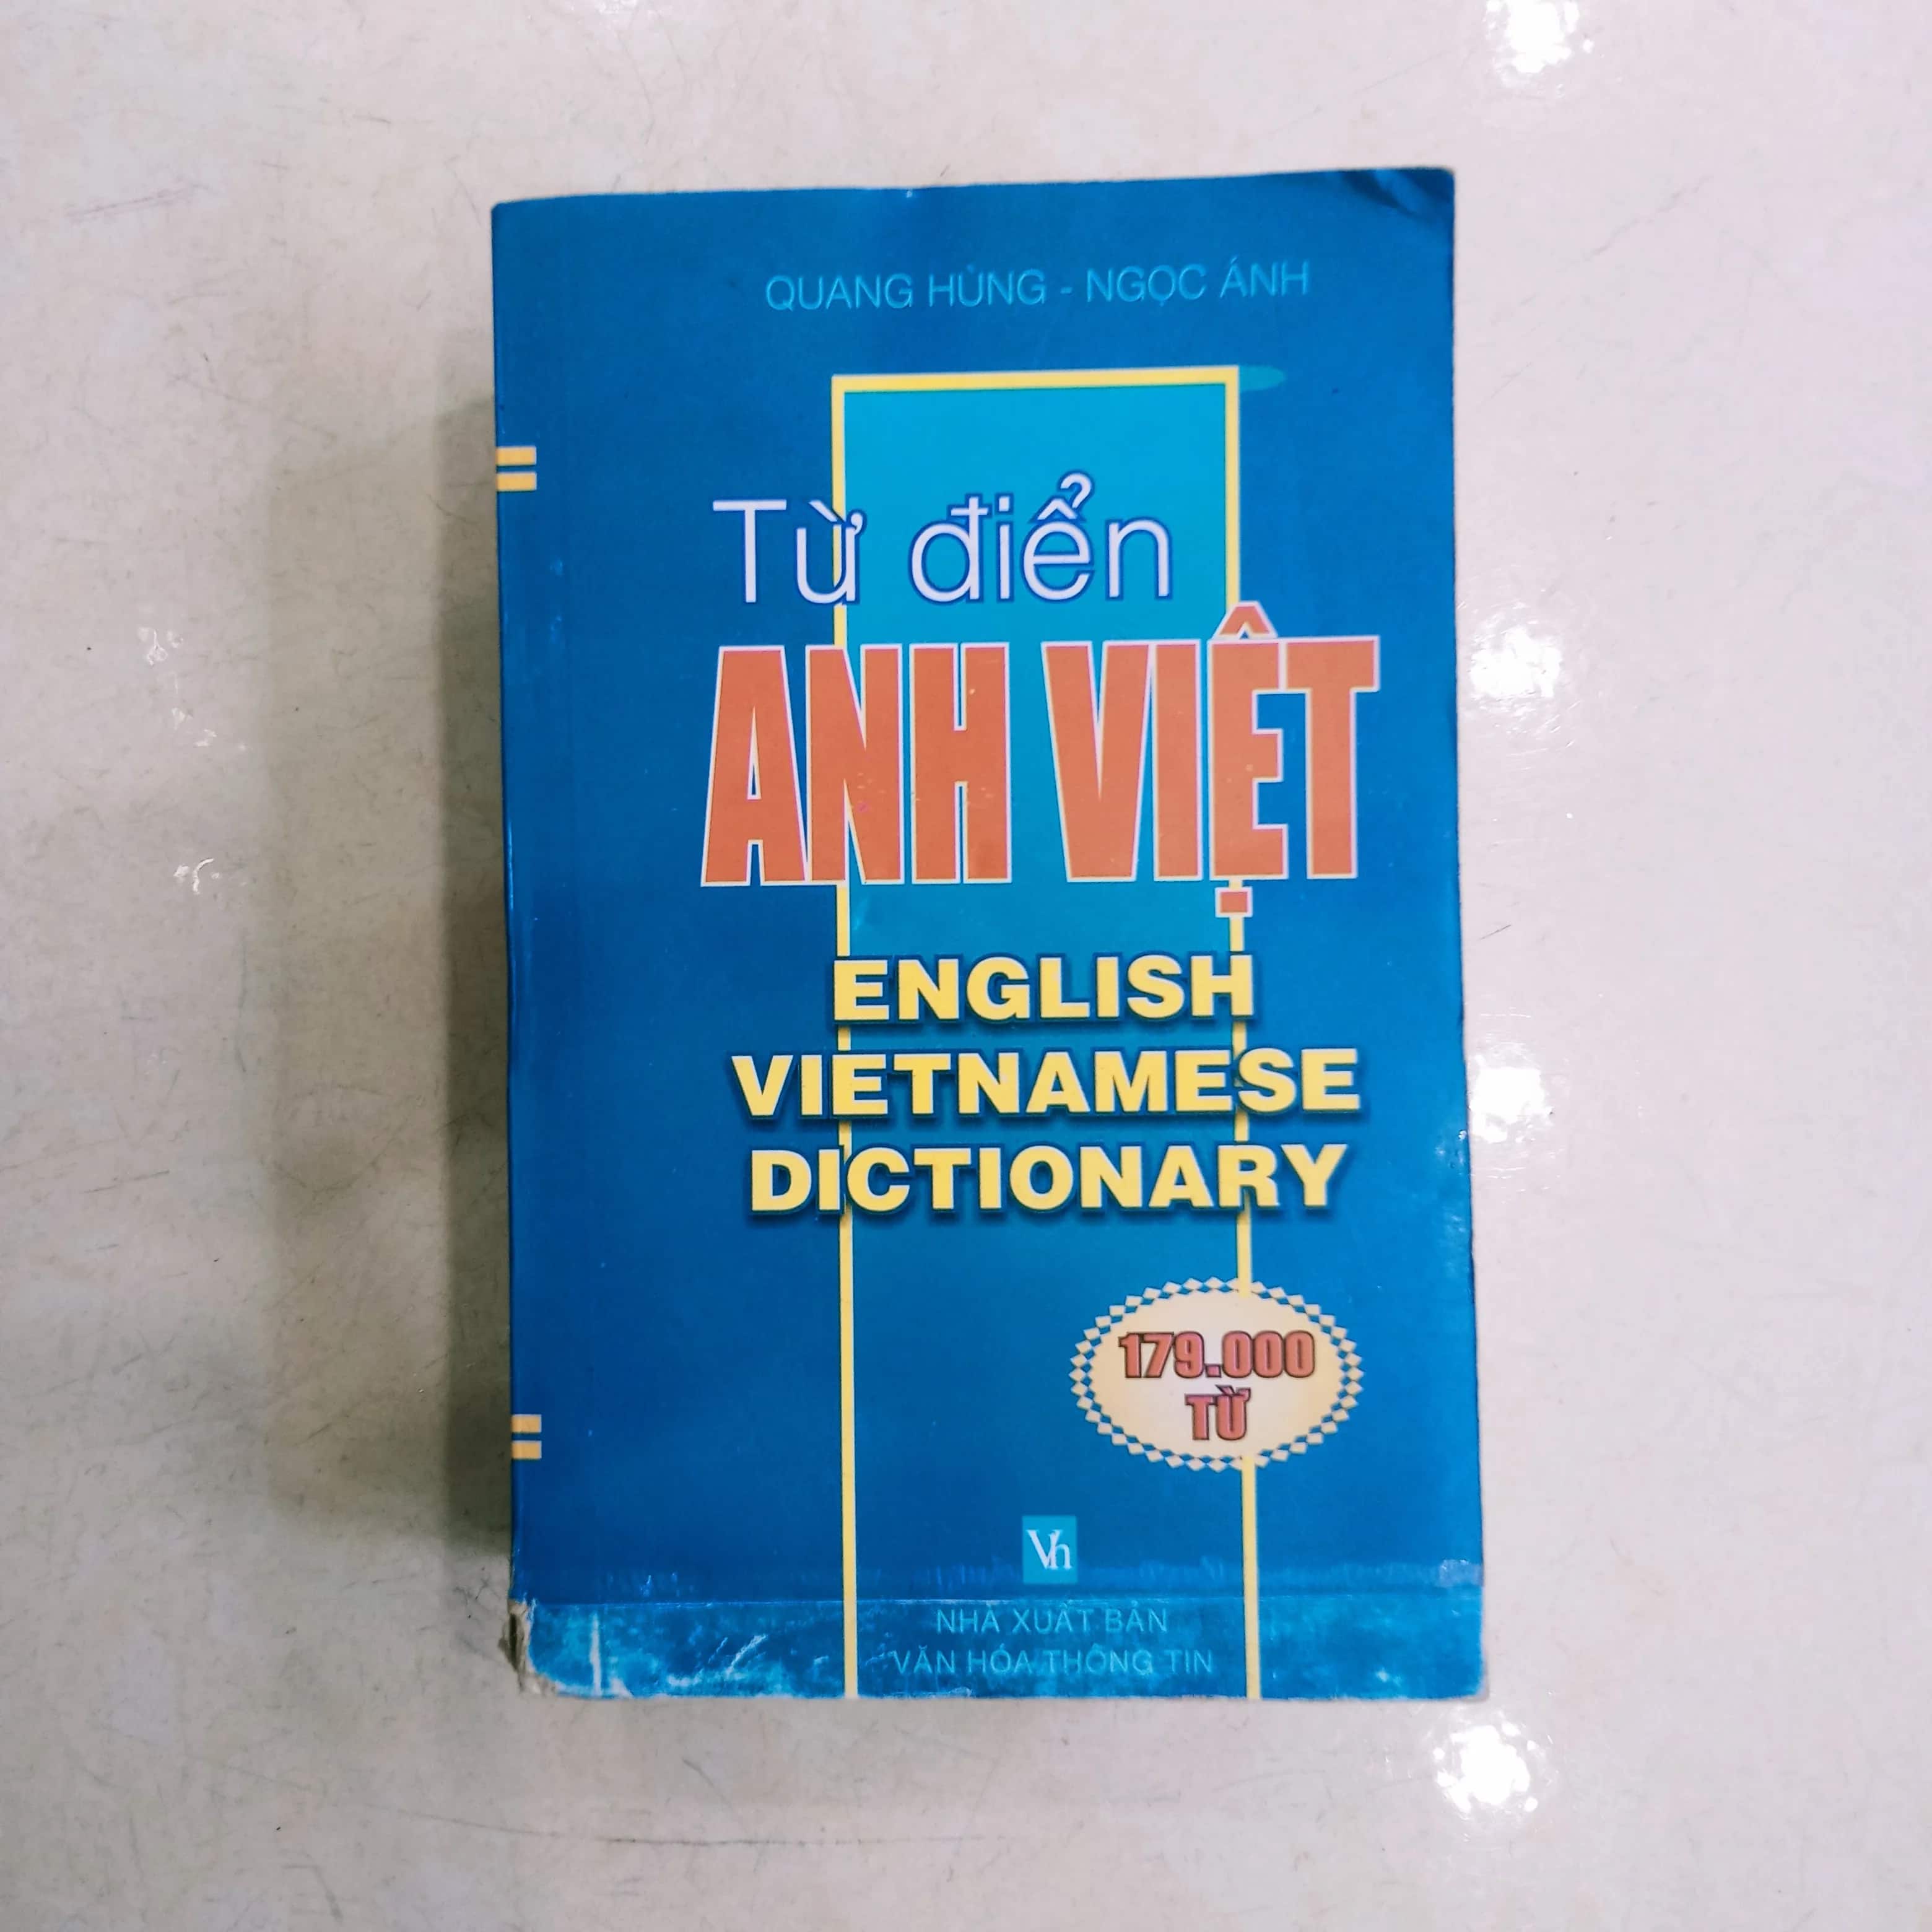 QUANG HÙNG - NGỌC ÁNH
Từ điển
ANH VIỆT
ENGLISH
VIETNAMESE
DICTIONARY
179.000
TỪ
Vh
NHÀ XUẤT BẢN
VĂN HÓA THÔNG TIN